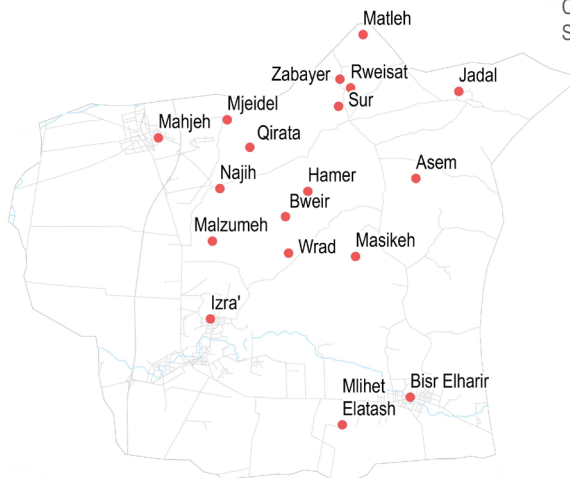 Matleh
Zabayer
Rweisat
Jadal
Sur
Mjeidel
Mahjeh
Qirata
Asem
Najih
Hamer
Bweir
Malzumeh
Wrad
Masikeh
Izra'
Mlihet
Elatash
Bisr Elharir